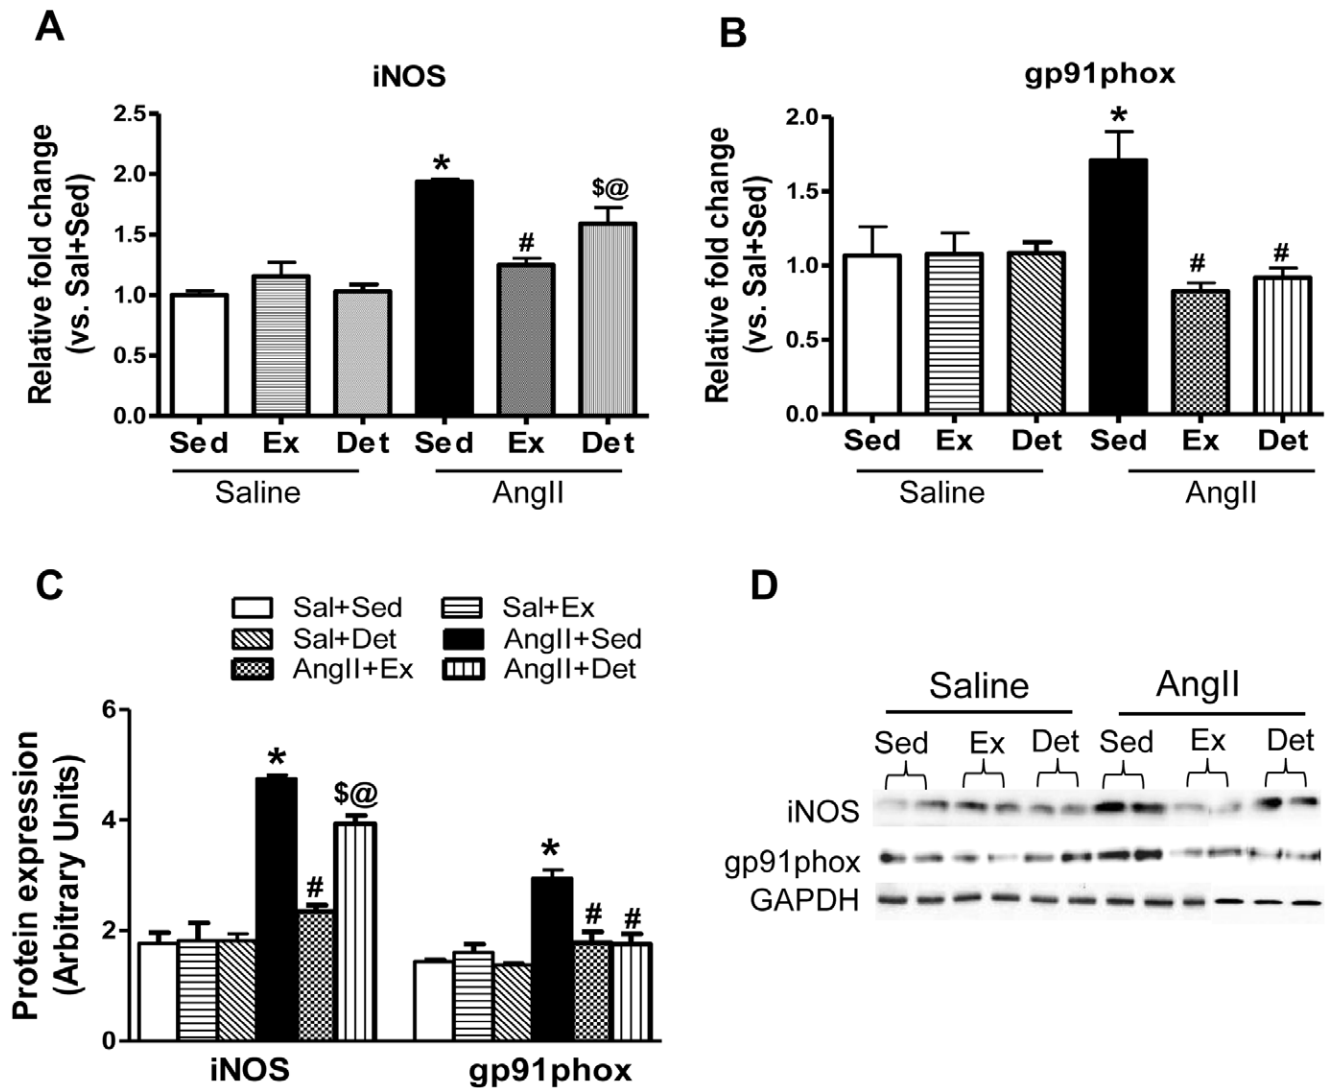 A
iNOS
Relative fold change
(vs. Sal+Sed)
2.5
2.0
1.5
1.0
0.5
0.0
*
#
$@
Sed Ex Det Sed Ex Det
Saline AngII
B
gp91phox
Relative fold change
(vs. Sal+Sed)
2.0
1.5
1.0
0.5
0.0
*
#
#
Sed Ex Det Sed Ex Det
Saline AngII
C
Sal+Sed Sal+Ex
Sal+Det AngII+Sed
AngII+Ex AngII+Det
Protein expression
(Arbitrary Units)
6
4
2
0
*
#
$@
*
#
#
iNOS gp91phox
D
Saline AngII
Sed Ex Det Sed Ex Det
iNOS
gp91phox
GAPDH